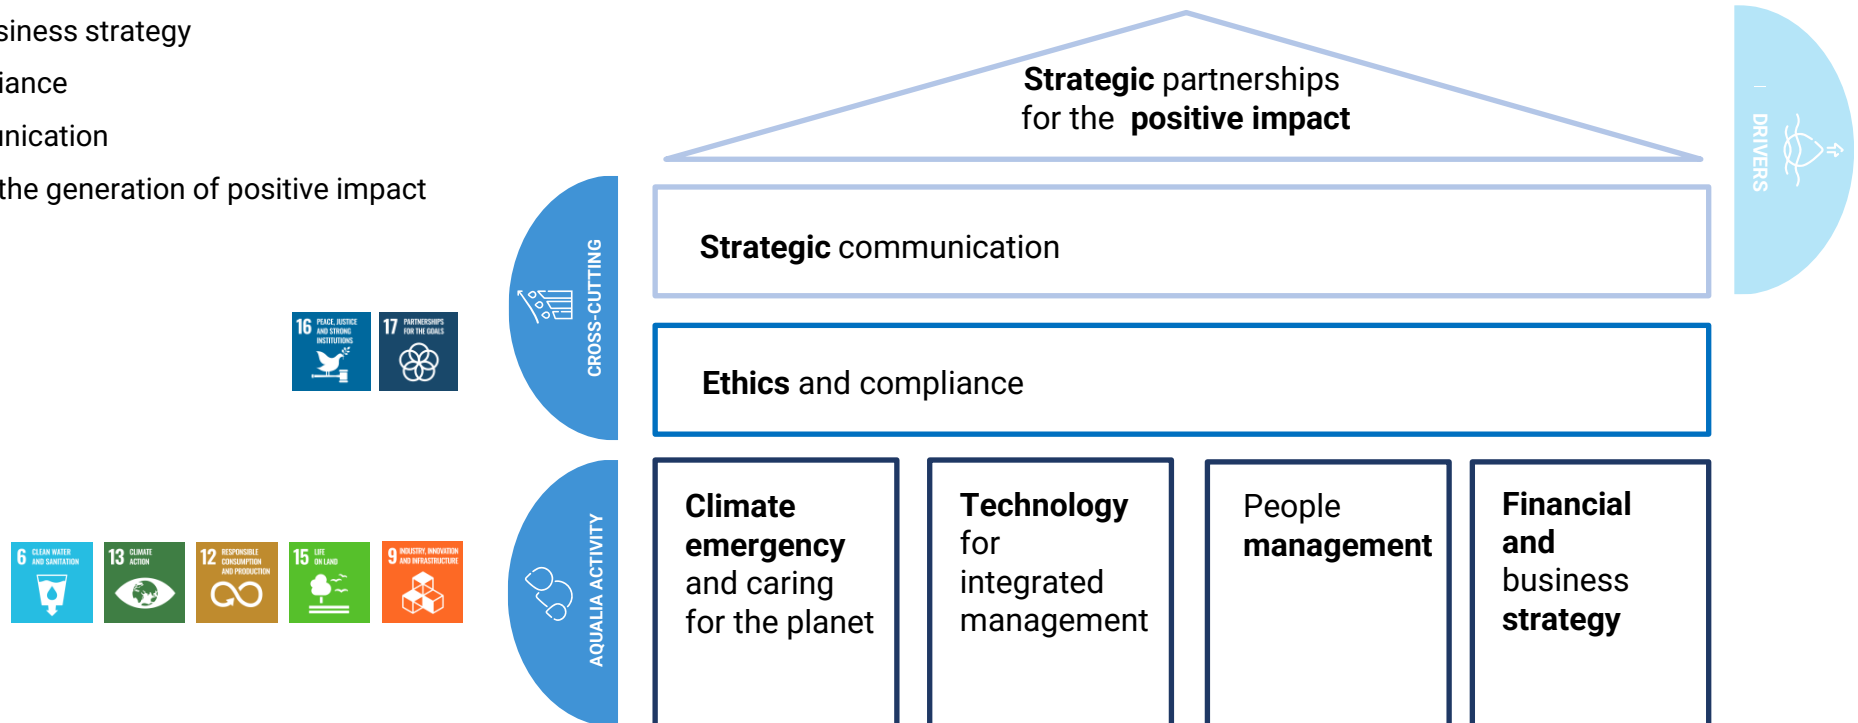 siness strategy
iance
unication
the generation of positive impact
Strategic partnerships
for the positive impact
DRIVERS
CROSS-CUTTING
Strategic communication
16 PEACE, JUSTICE
AND STRONG
INSTITUTIONS
17 PARTNERSHIPS
FOR THE GOALS
Ethics and compliance
AQUALIA ACTIVITY
6 CLEAN WATER
AND SANITATION
13 CLIMATE
ACTION
12 RESPONSIBLE
CONSUMPTION
AND PRODUCTION
15 LIFE
ON LAND
9 INDUSTRY, INNOVATION
AND INFRASTRUCTURE
Climate
emergency
and caring
for the planet
Technology
for
integrated
management
People
management
Financial
and
business
strategy